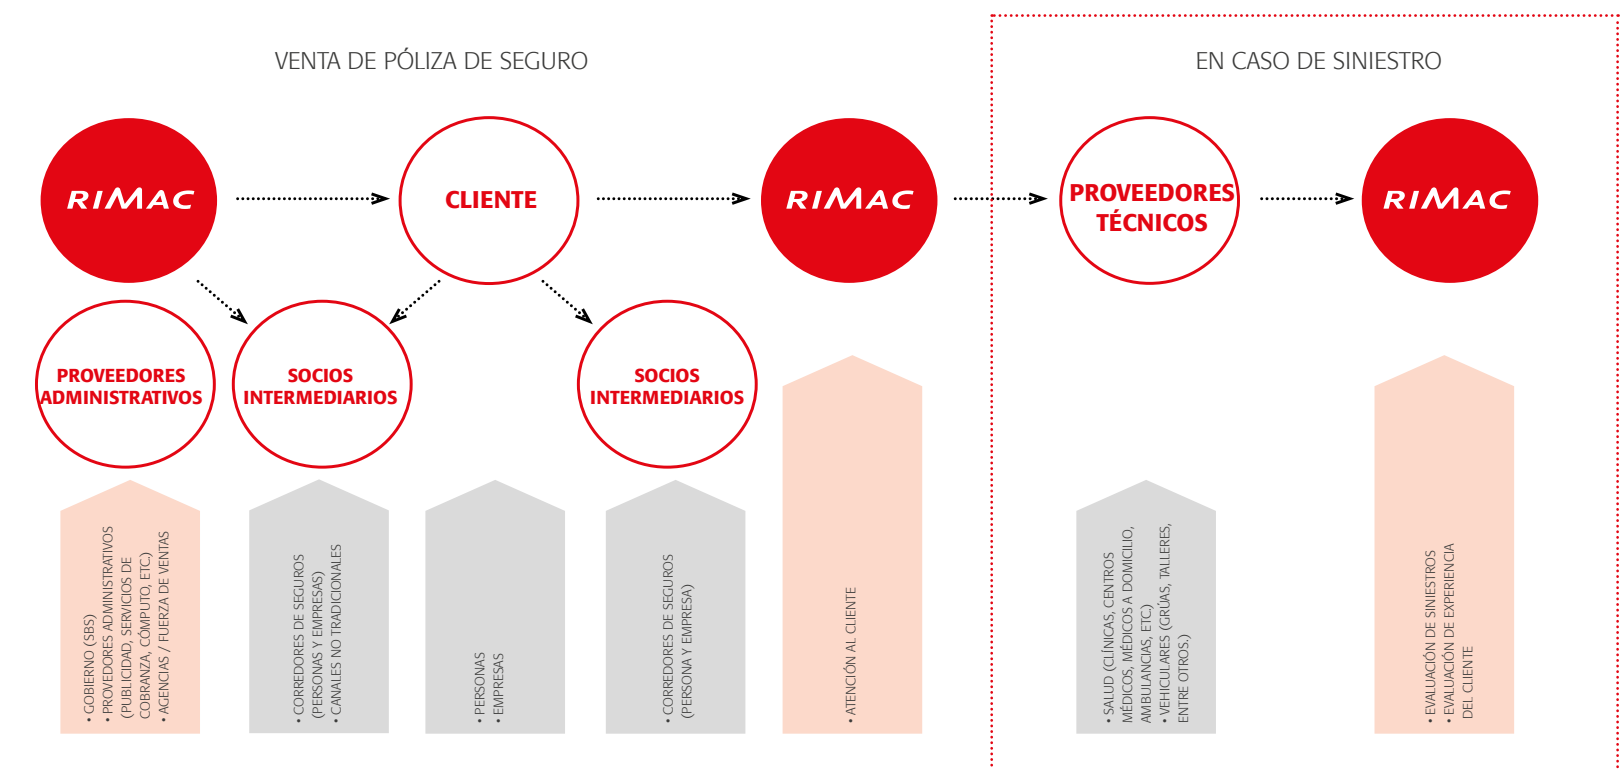 VENTA DE PÓLIZA DE SEGURO
EN CASO DE SINIESTRO
RIMAC
CLIENTE
RIMAC
PROVEEDORES
TÉCNICOS
RIMAC
PROVEEDORES
ADMINISTRATIVOS
SOCIOS
INTERMEDIARIOS
SOCIOS
INTERMEDIARIOS
• GOBIERNO (SBS)
• PROVEDORES ADMINISTRATIVOS
(PUBLICIDAD, SERVICIOS DE
COBRANZA, CÓMPUTO, ETC.)
• AGENCIAS / FUERZA DE VENTAS
• CORREDORES DE SEGUROS
(PERSONAS Y EMPRESAS)
• CANALES NO TRADICIONALES
• PERSONAS
• EMPRESAS
• CORREDORES DE SEGUROS
(PERSONA Y EMPRESA)
• ATENCIÓN AL CLIENTE
• SALUD (CLÍNICAS, CENTROS
MÉDICOS, MÉDICOS A DOMICILIO,
AMBULANCIAS, ETC.)
• VEHICULARES (GRÚAS, TALLERES,
ENTRE OTROS.)
• EVALUACIÓN DE SINIESTROS
• EVALUACIÓN DE EXPERIENCIA
DEL CLIENTE